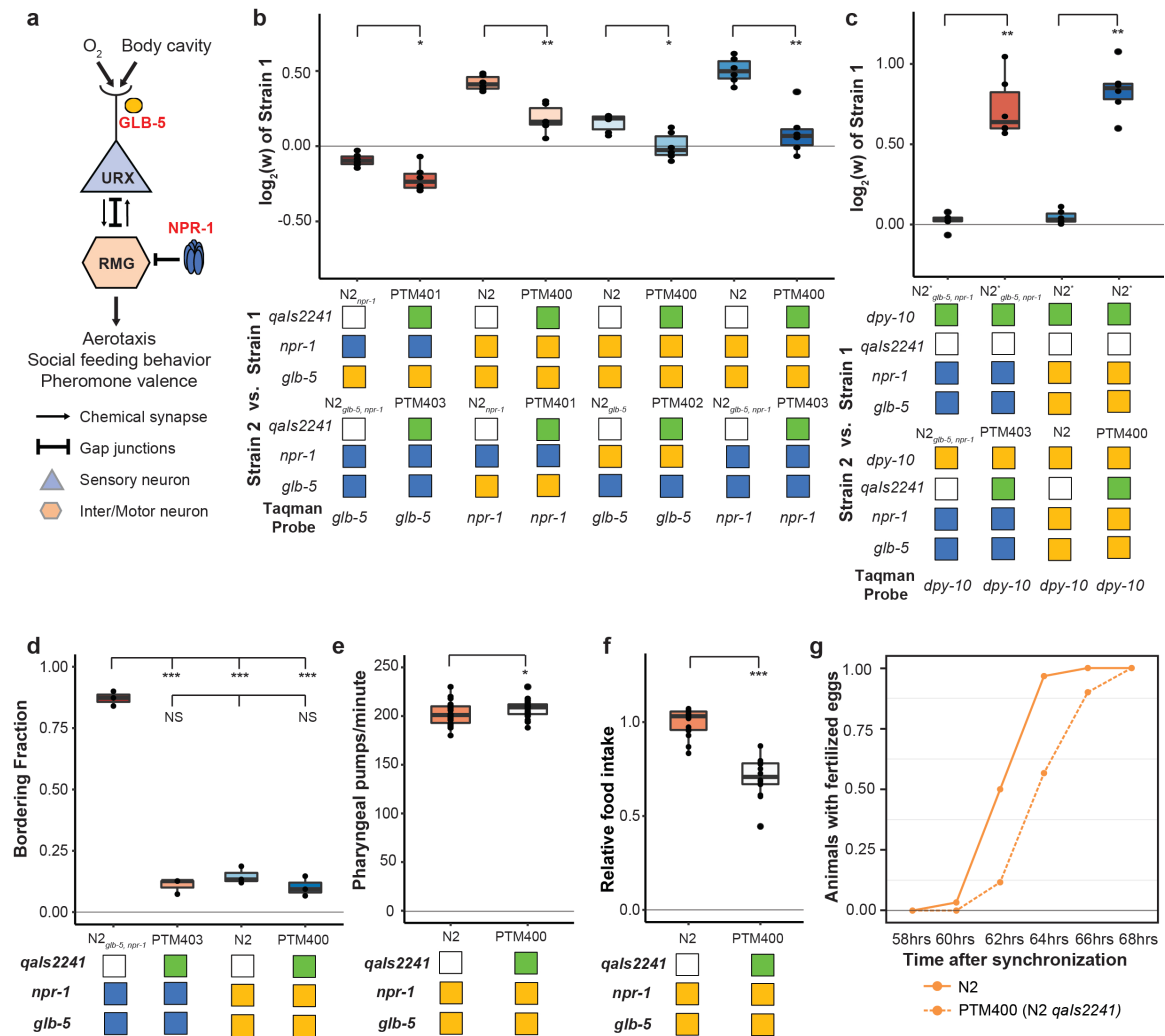 a
O2 Body cavity
GLB-5
URX
NPR-1
RMG
Aerotaxis
Social feeding behavior
Pheromone valence
Chemical synapse
Gap junctions
Sensory neuron
Inter/Motor neuron
b
log2(w) of Strain 1
0.50
0.00
-0.50
* ** * **
N2npr-1 PTM401 N2 PTM400 N2 PTM400 N2 PTM400
Strain 2 vs. Strain 1
qaIs2241
npr-1
glb-5
N2glb-5, npr-1 PTM403 N2npr-1 PTM401 N2glb-5 PTM402 N2glb-5, npr-1 PTM403
qaIs2241
npr-1
glb-5
Taqman
Probe
glb-5 glb-5 npr-1 npr-1 glb-5 glb-5 npr-1 npr-1
c
log2(w) of Strain 1
1.00
0.50
0.00
** **
N2*glb-5, npr-1 N2*glb-5, npr-1 N2* N2*
Strain 2 vs. Strain 1
dpy-10
qaIs2241
npr-1
glb-5
N2glb-5, npr-1 PTM403 N2 PTM400
dpy-10
qaIs2241
npr-1
glb-5
Taqman
Probe
dpy-10 dpy-10 dpy-10 dpy-10
d
Bordering Fraction
1.00
0.75
0.50
0.25
0.00
*** *** ***
NS NS
N2glb-5, npr-1 PTM403 N2 PTM400
qaIs2241
npr-1
glb-5
e
Pharyngeal pumps/minute
250
200
150
100
50
0
*
N2 PTM400
qaIs2241
npr-1
glb-5
f
Relative food intake
1.0
0.5
0.0
***
N2 PTM400
qaIs2241
npr-1
glb-5
g
Animals with fertilized eggs
1.00
0.75
0.50
0.25
0.00
58hrs 60hrs 62hrs 64hrs 66hrs 68hrs
Time after synchronization
N2
PTM400 (N2 qaIs2241)